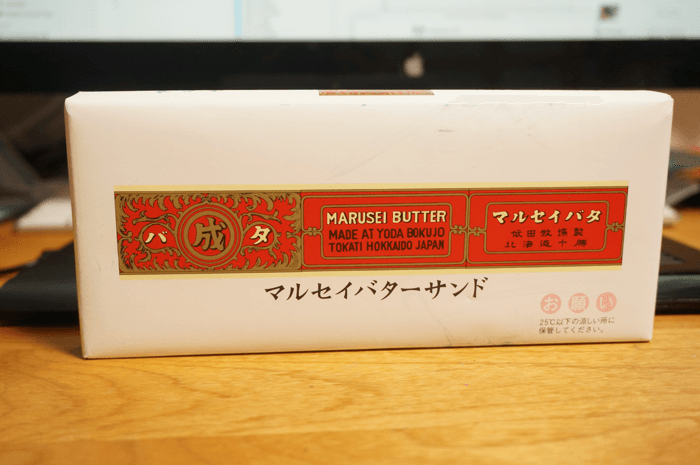 バ 成 タ
MARUSEI BUTTER
MADE AT YODA BOKUJO
TOKATI HOKKAIDO JAPAN
マルセイバタ
依田牧場製
北海道十勝
マルセイバターサンド
お願い
25℃以下の涼しい所に
保管してください。